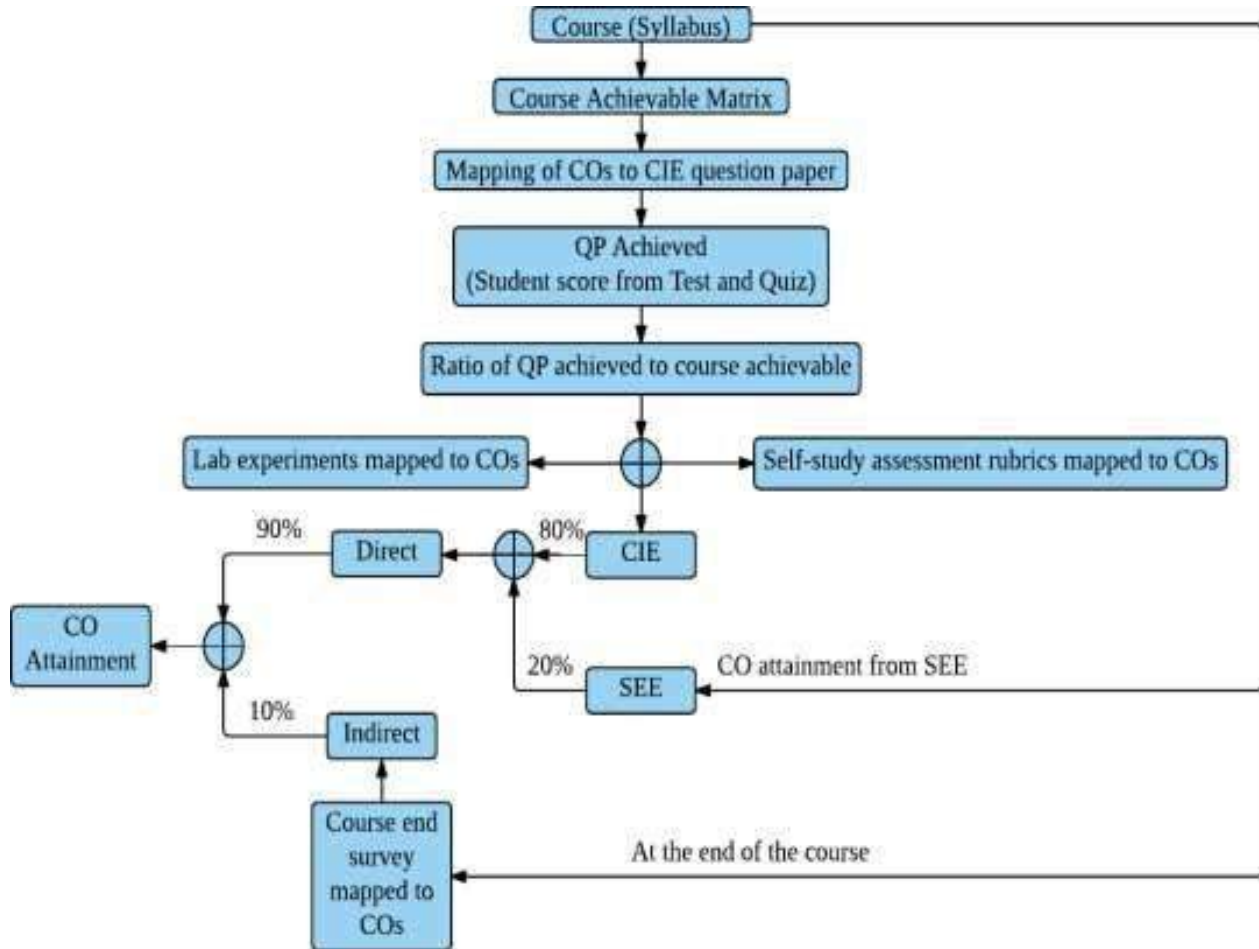 Course (Syllabus)
Course Achievable Matrix
Mapping of COs to CIE question paper
QP Achieved
(Student score from Test and Quiz)
Ratio of QP achieved to course achievable
Lab experiments mapped to COs
Self-study assessment rubrics mapped to COs
90%
Direct
80%
CIE
CO
Attainment
20%
SEE
CO attainment from SEE
10%
Indirect
Course end
survey
mapped to
COs
At the end of the course